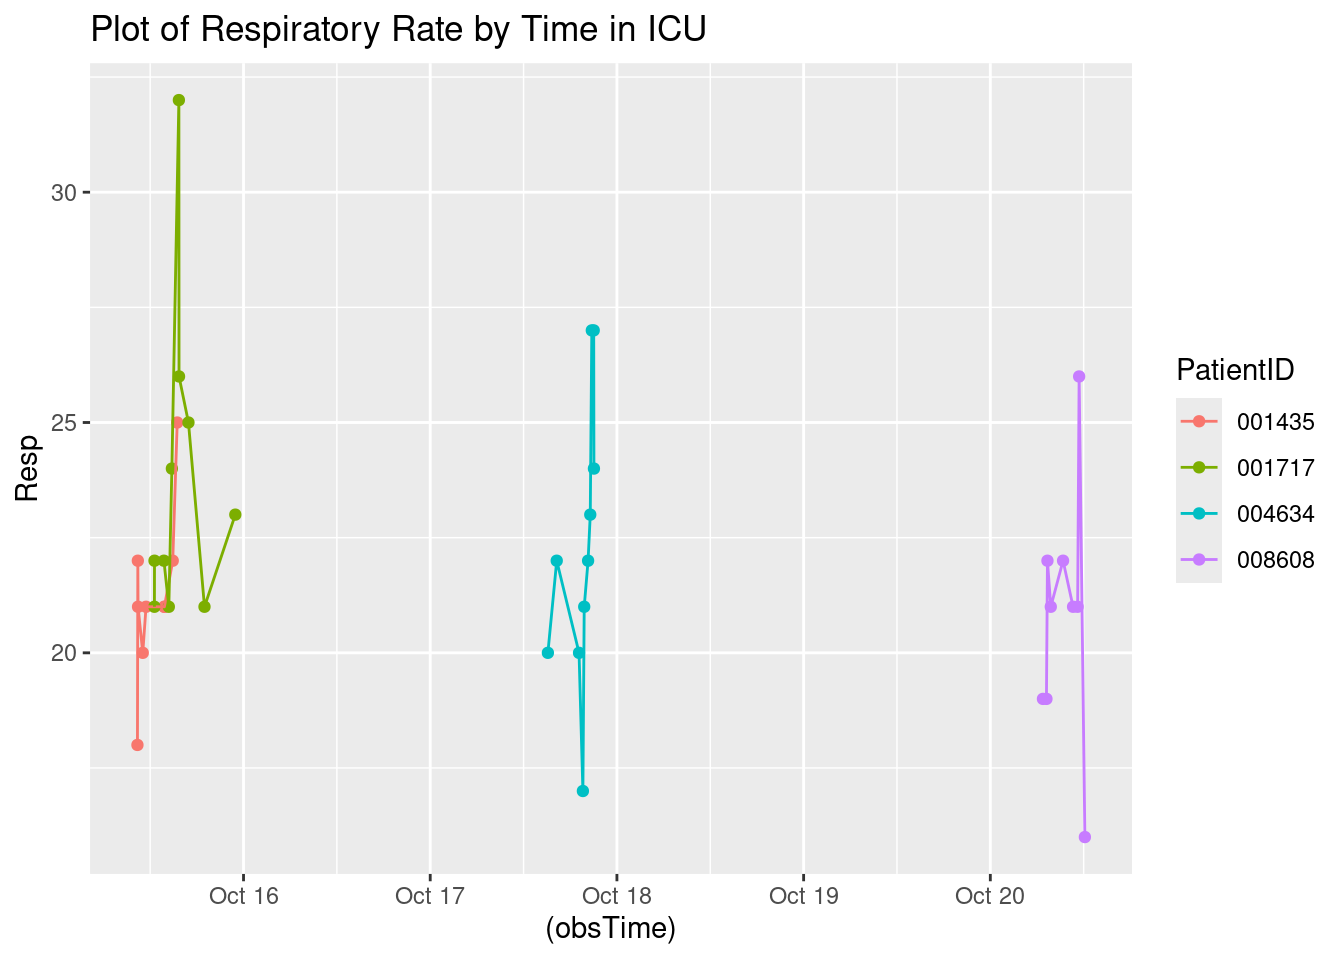 Plot of Respiratory Rate by Time in ICU
30
25
20
Resp
Oct 16
Oct 17
Oct 18
Oct 19
Oct 20
(obsTime)
PatientID
001435
001717
004634
008608